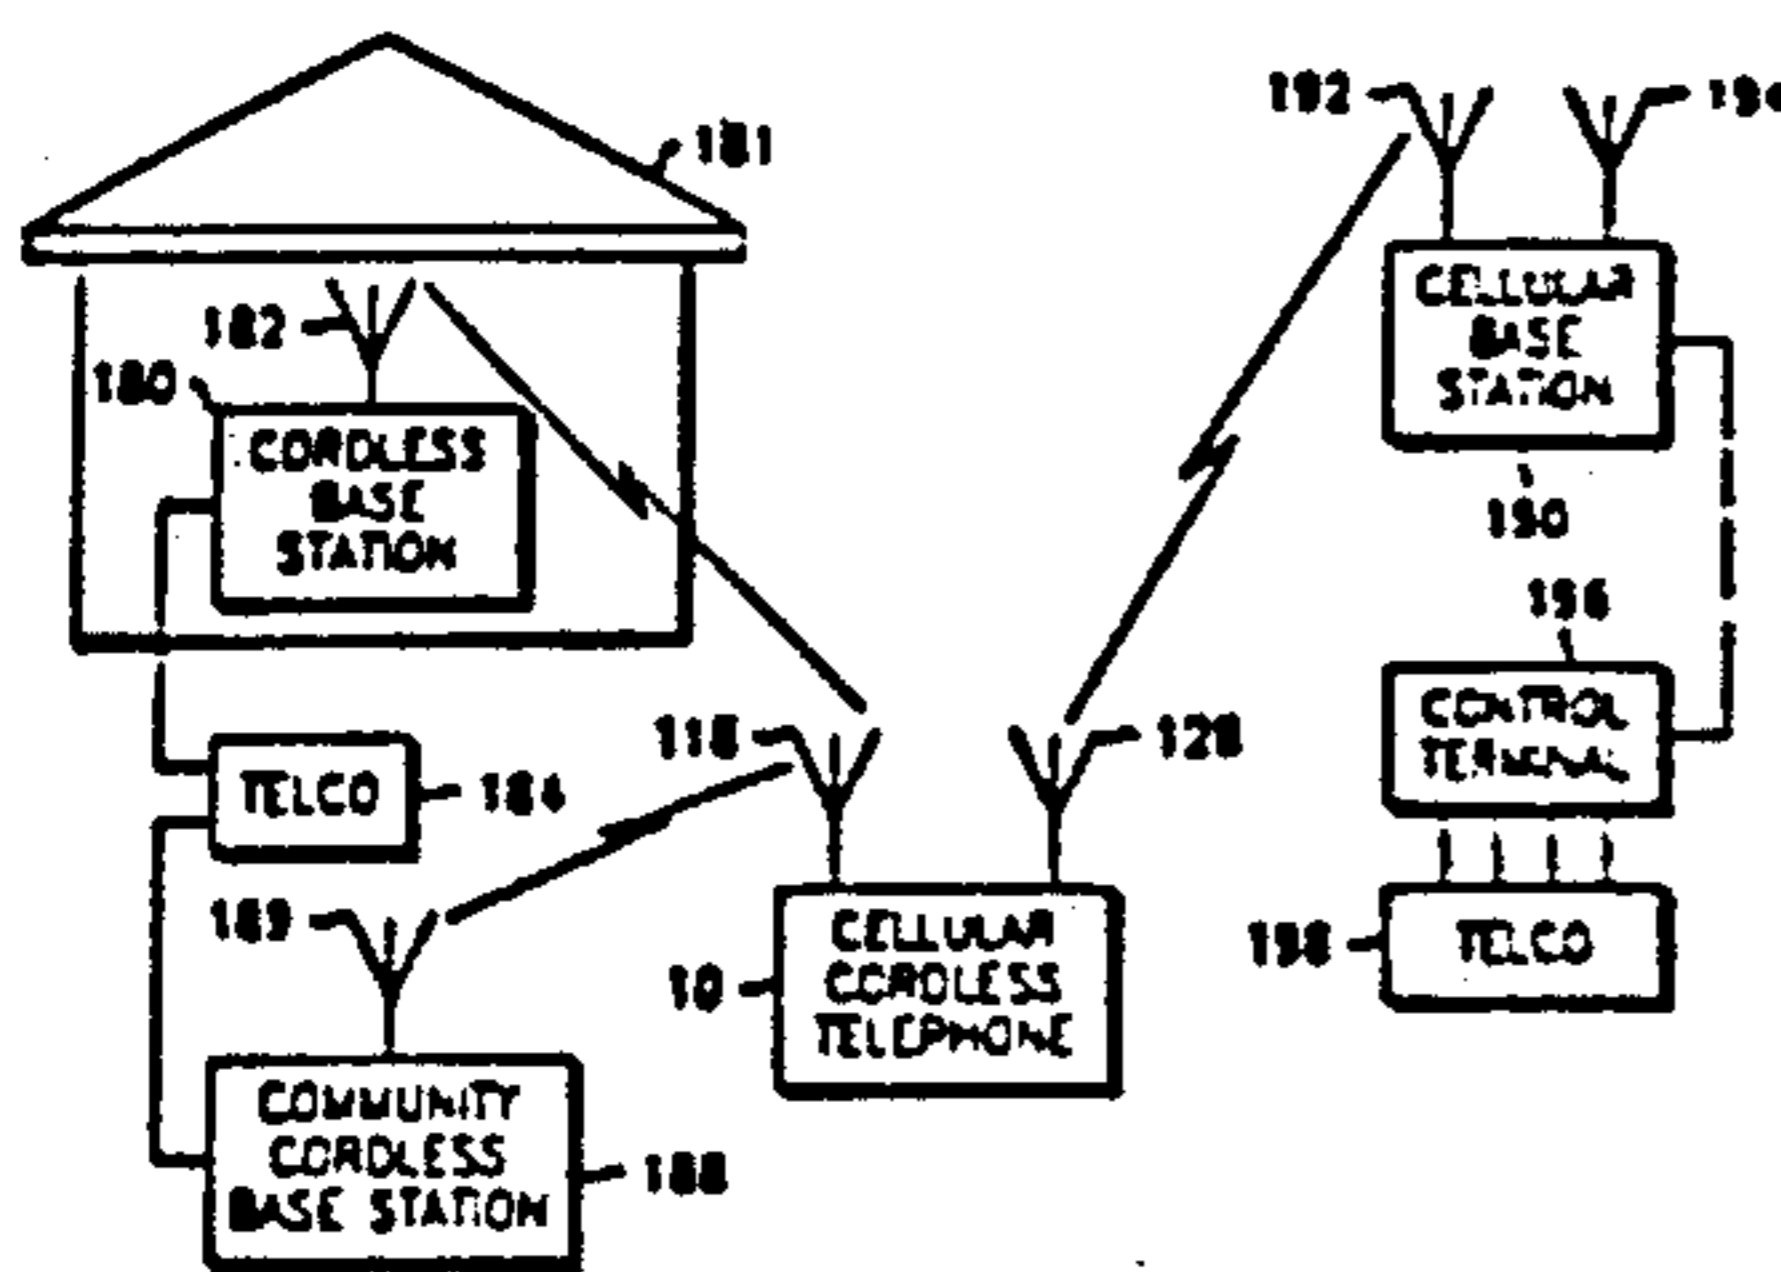 181
182
180
CORDLESS
BASE
STATION
TELCO
184
189
COMMUNITY
CORDLESS
BASE STATION
188
118
128
10
CELLULAR
CORDLESS
TELEPHONE
192
CELLULAR
BASE
STATION
190
196
CONTROL
TERMINAL
198
TELCO